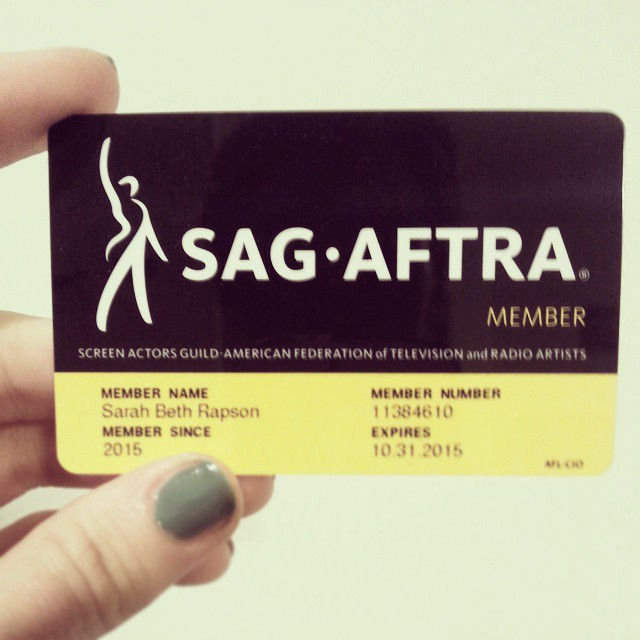 SAG·AFTRA®
MEMBER
SCREEN ACTORS GUILD-AMERICAN FEDERATION of TELEVISION and RADIO ARTISTS
MEMBER NAME MEMBER NUMBER
Sarah Beth Rapson 11384610
MEMBER SINCE EXPIRES
2015 10.31.2015
AFL-CIO